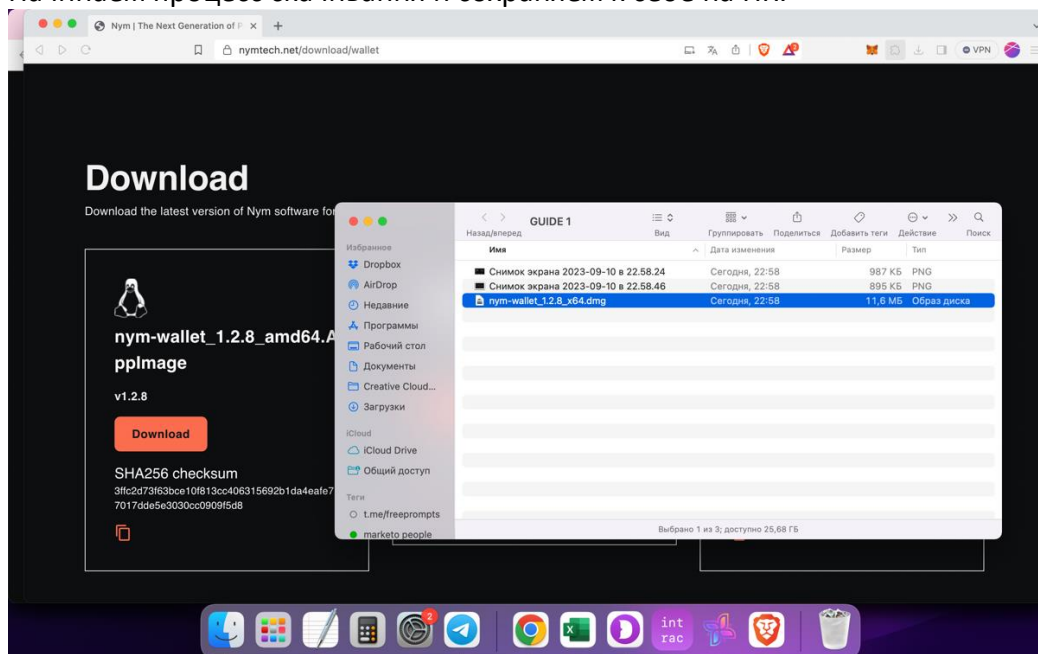 Nym | The Next Generation of P
nymtech.net/download/wallet
VPN
Download
Download the latest version of Nym software for
nym-wallet_1.2.8_amd64.A
ppImage
v1.2.8
Download
SHA256 checksum
3ffc2d73f63bce10f813cc406315692b1da4eafe7
7017dde5e3030cc0909f5d8
GUIDE 1
Назад/вперед
Вид
Группировать
Поделиться
Добавить теги
Действие
Поиск
Избранное
Dropbox
AirDrop
Недавние
Программы
Рабочий стол
Документы
Creative Cloud...
Загрузки
iCloud
iCloud Drive
Общий доступ
Теги
t.me/freeprompts
marketo people
Имя Дата изменения Размер Тип
Снимок экрана 2023-09-10 в 22.58.24 Сегодня, 22:58 987 КБ PNG
Снимок экрана 2023-09-10 в 22.58.46 Сегодня, 22:58 895 КБ PNG
nym-wallet_1.2.8_x64.dmg Сегодня, 22:58 11,6 МБ Образ диска
Выбрано 1 из 3; доступно 25,68 ГБ
2
int
rac